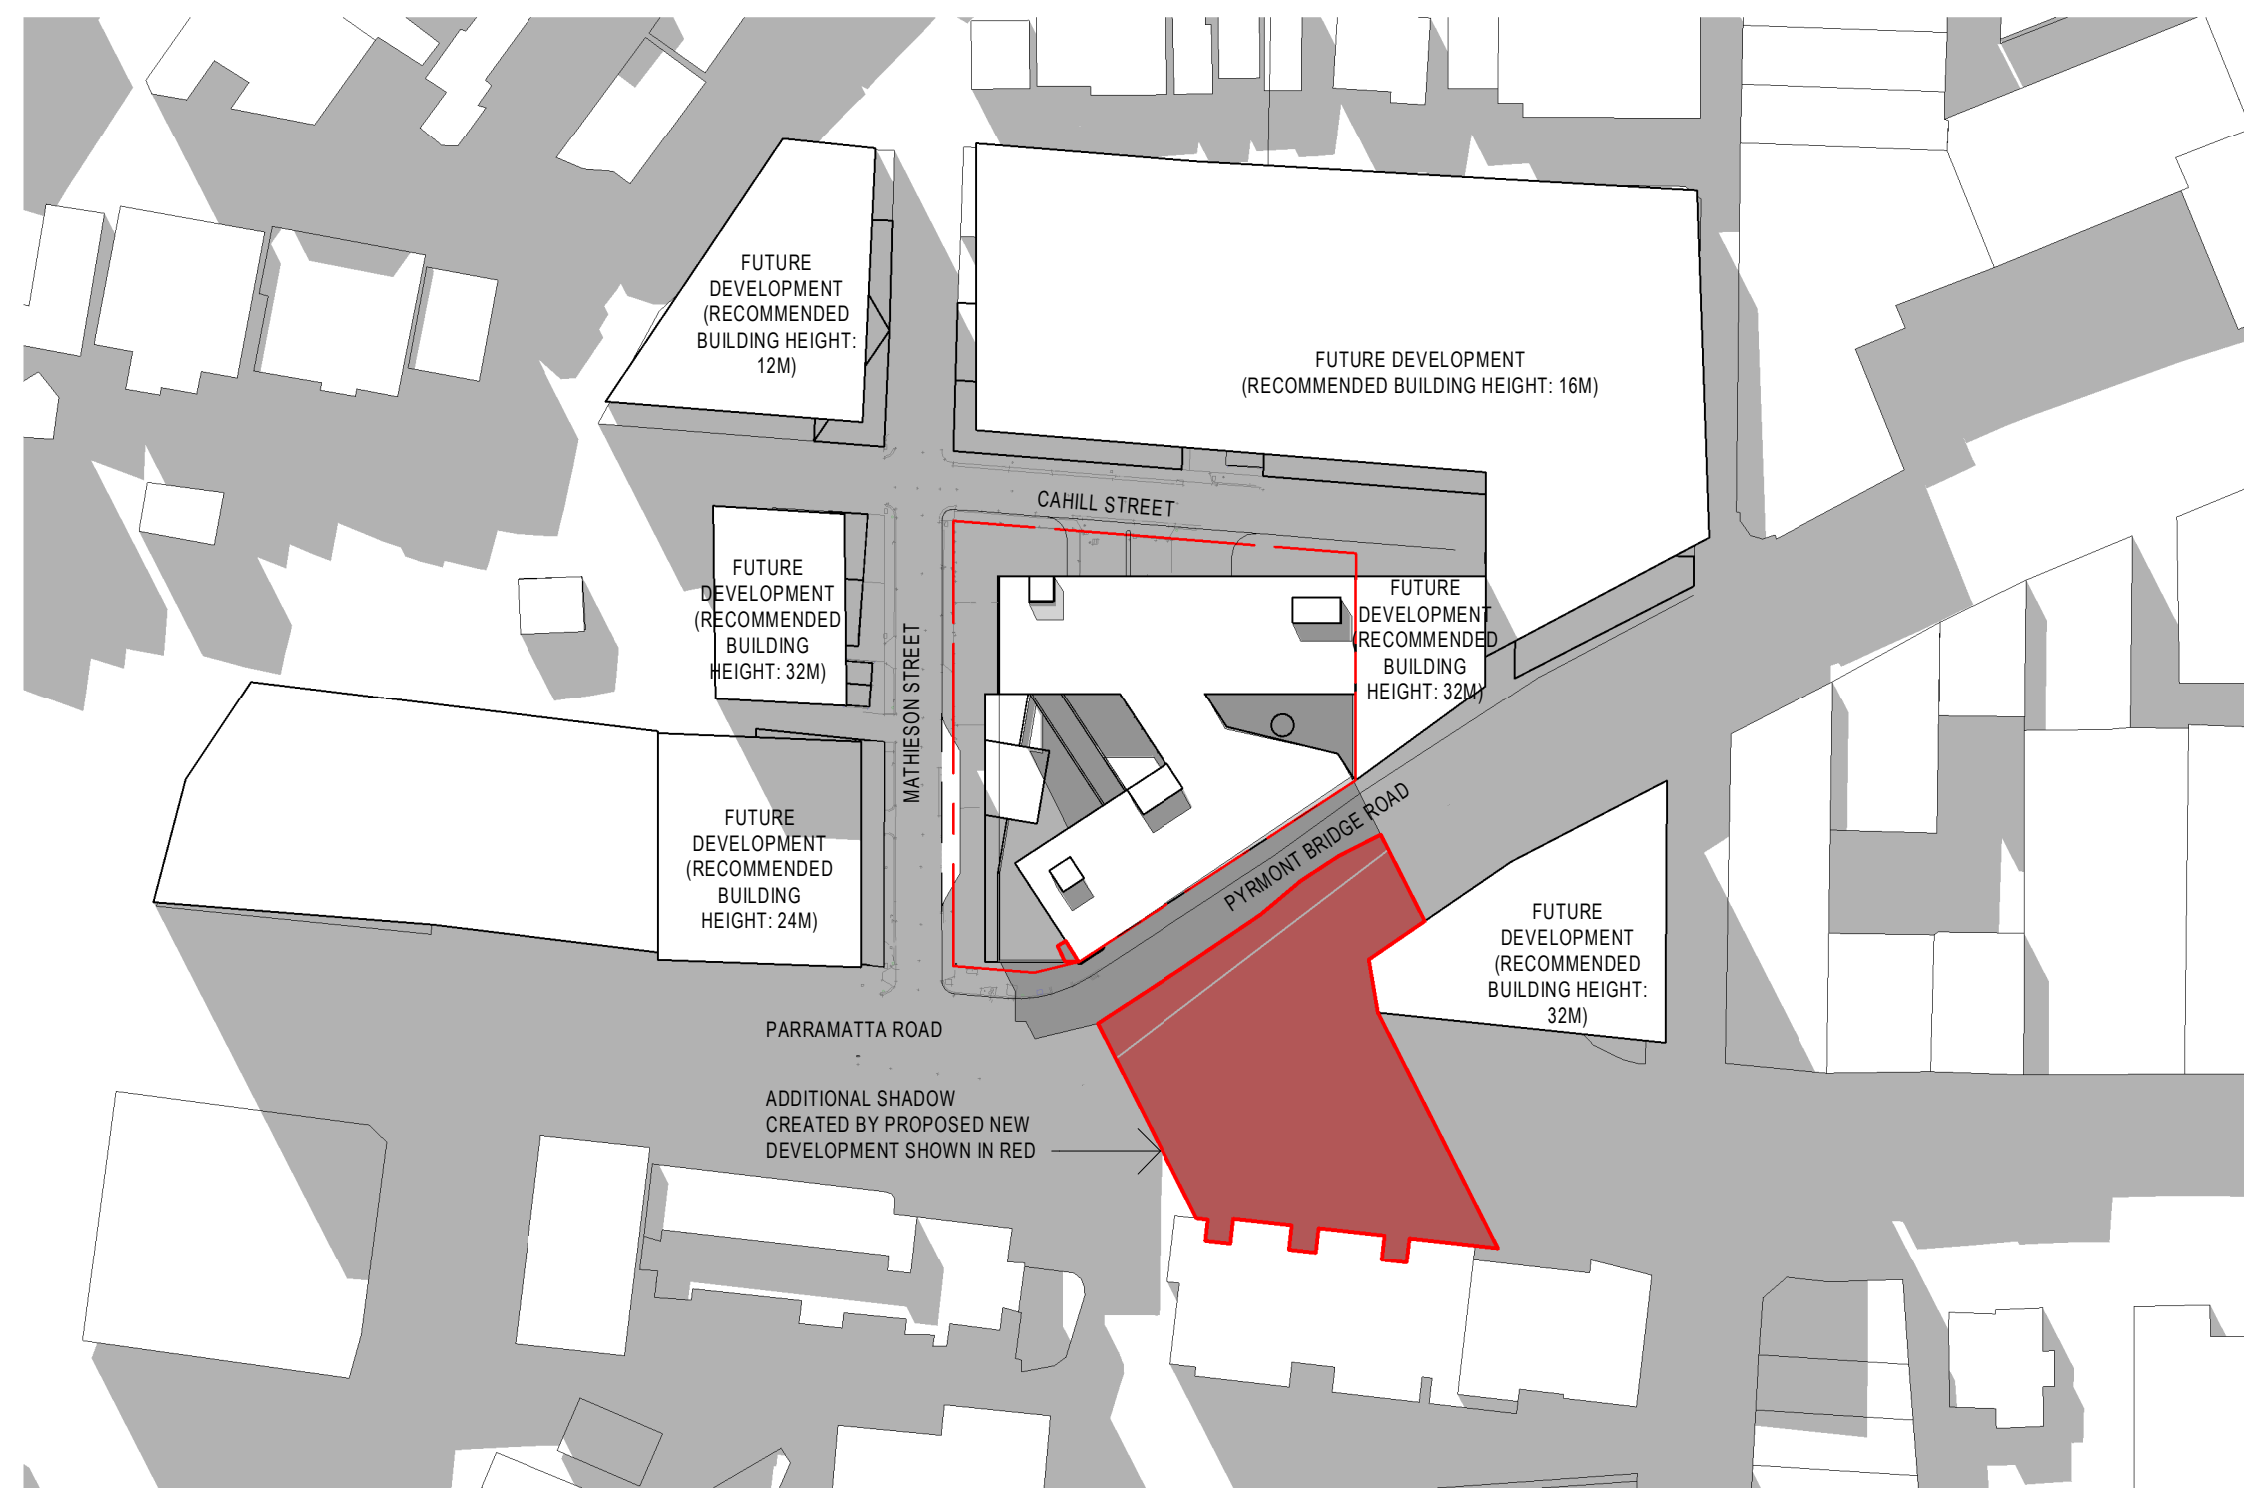 FUTURE
DEVELOPMENT
(RECOMMENDED
BUILDING HEIGHT:
12M)
FUTURE DEVELOPMENT
(RECOMMENDED BUILDING HEIGHT: 16M)
CAHILL STREET
FUTURE
DEVELOPMENT
(RECOMMENDED
BUILDING
HEIGHT: 32M)
FUTURE
DEVELOPMENT
(RECOMMENDED
BUILDING
HEIGHT: 32M)
MATHIESON STREET
FUTURE
DEVELOPMENT
(RECOMMENDED
BUILDING
HEIGHT: 24M)
PYRMONT BRIDGE ROAD
FUTURE
DEVELOPMENT
(RECOMMENDED
BUILDING HEIGHT:
32M)
PARRAMATTA ROAD
ADDITIONAL SHADOW
CREATED BY PROPOSED NEW
DEVELOPMENT SHOWN IN RED